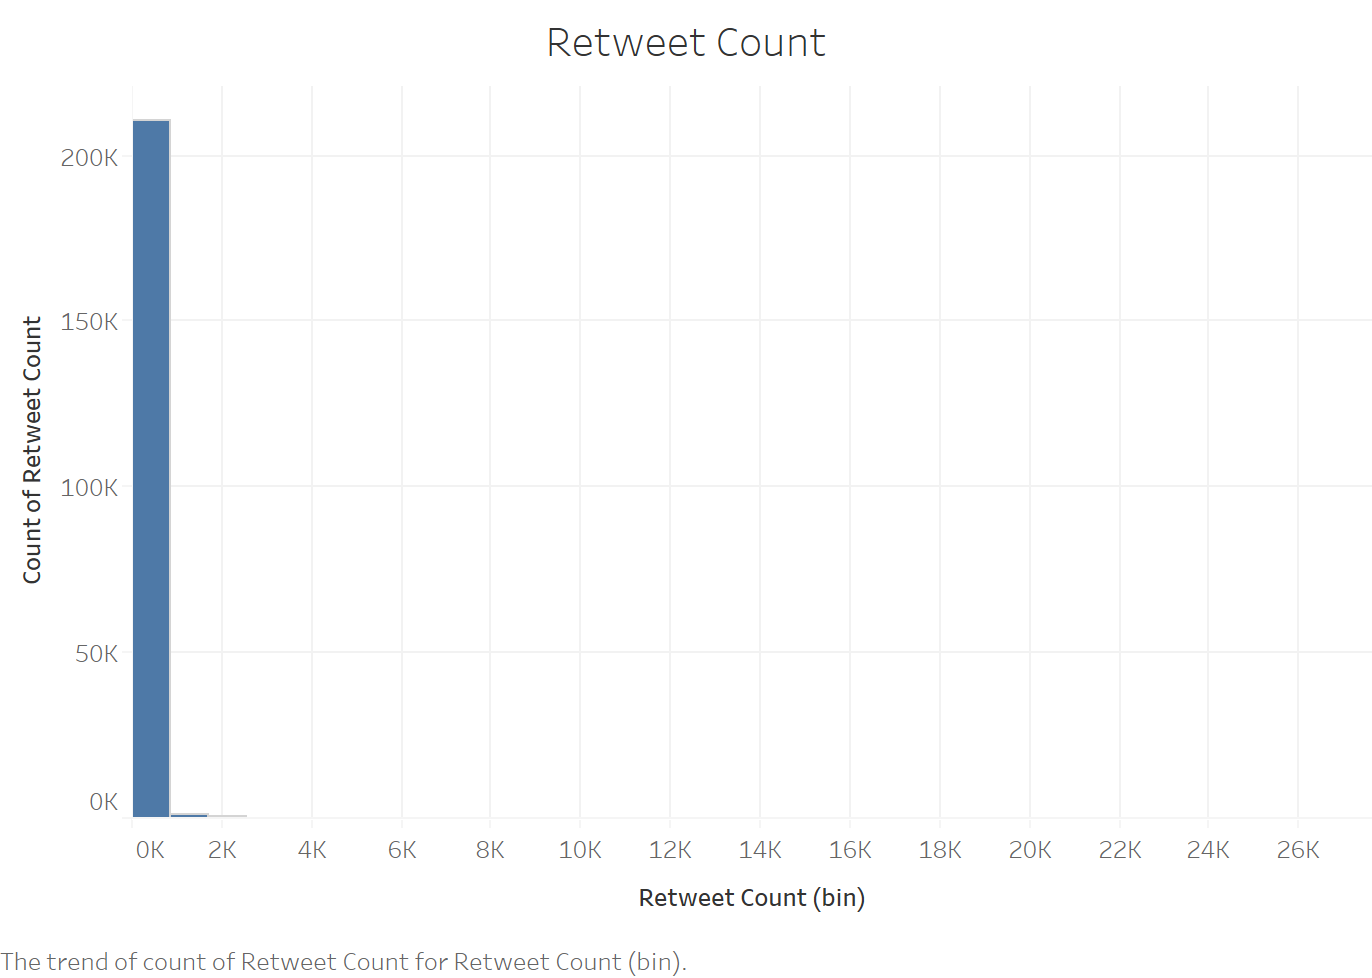 Retweet Count
Count of Retweet Count
200K
150K
100K
50K
0K
0K 2K 4K 6K 8K 10K 12K 14K 16K 18K 20K 22K 24K 26K
Retweet Count (bin)
The trend of count of Retweet Count for Retweet Count (bin).